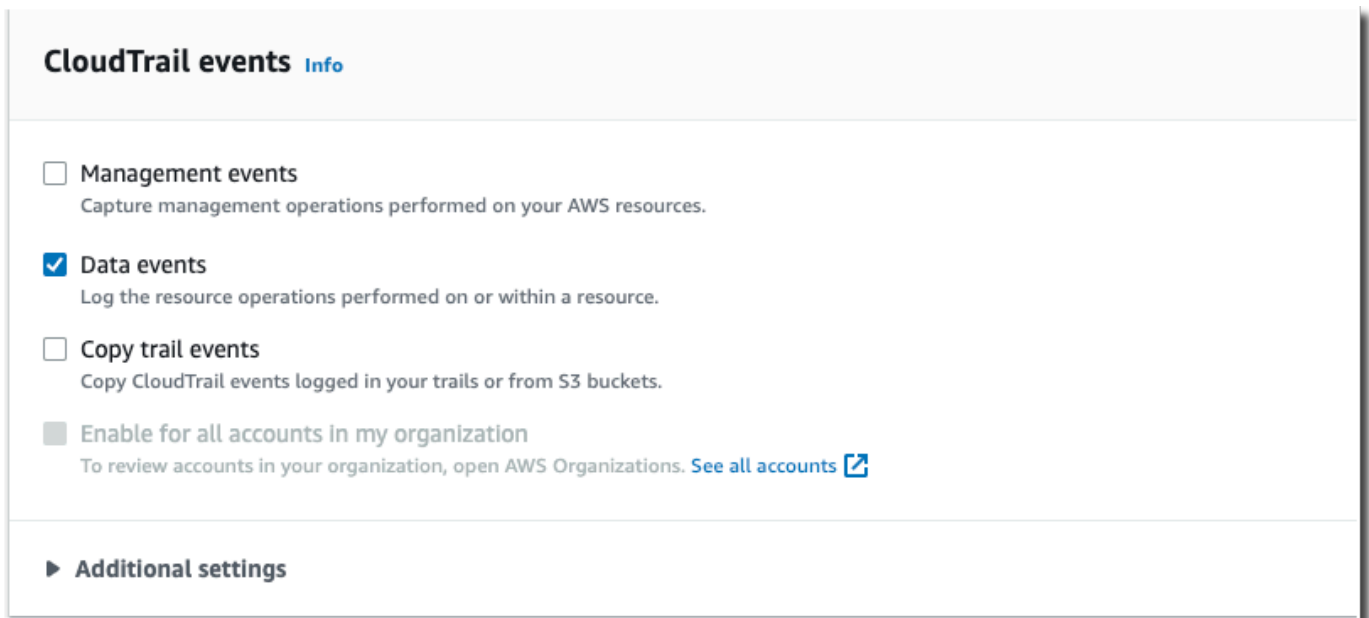 CloudTrail events Info
Management events
Capture management operations performed on your AWS resources.
Data events
Log the resource operations performed on or within a resource.
Copy trail events
Copy CloudTrail events logged in your trails or from S3 buckets.
Enable for all accounts in my organization
To review accounts in your organization, open AWS Organizations. See all accounts
Additional settings